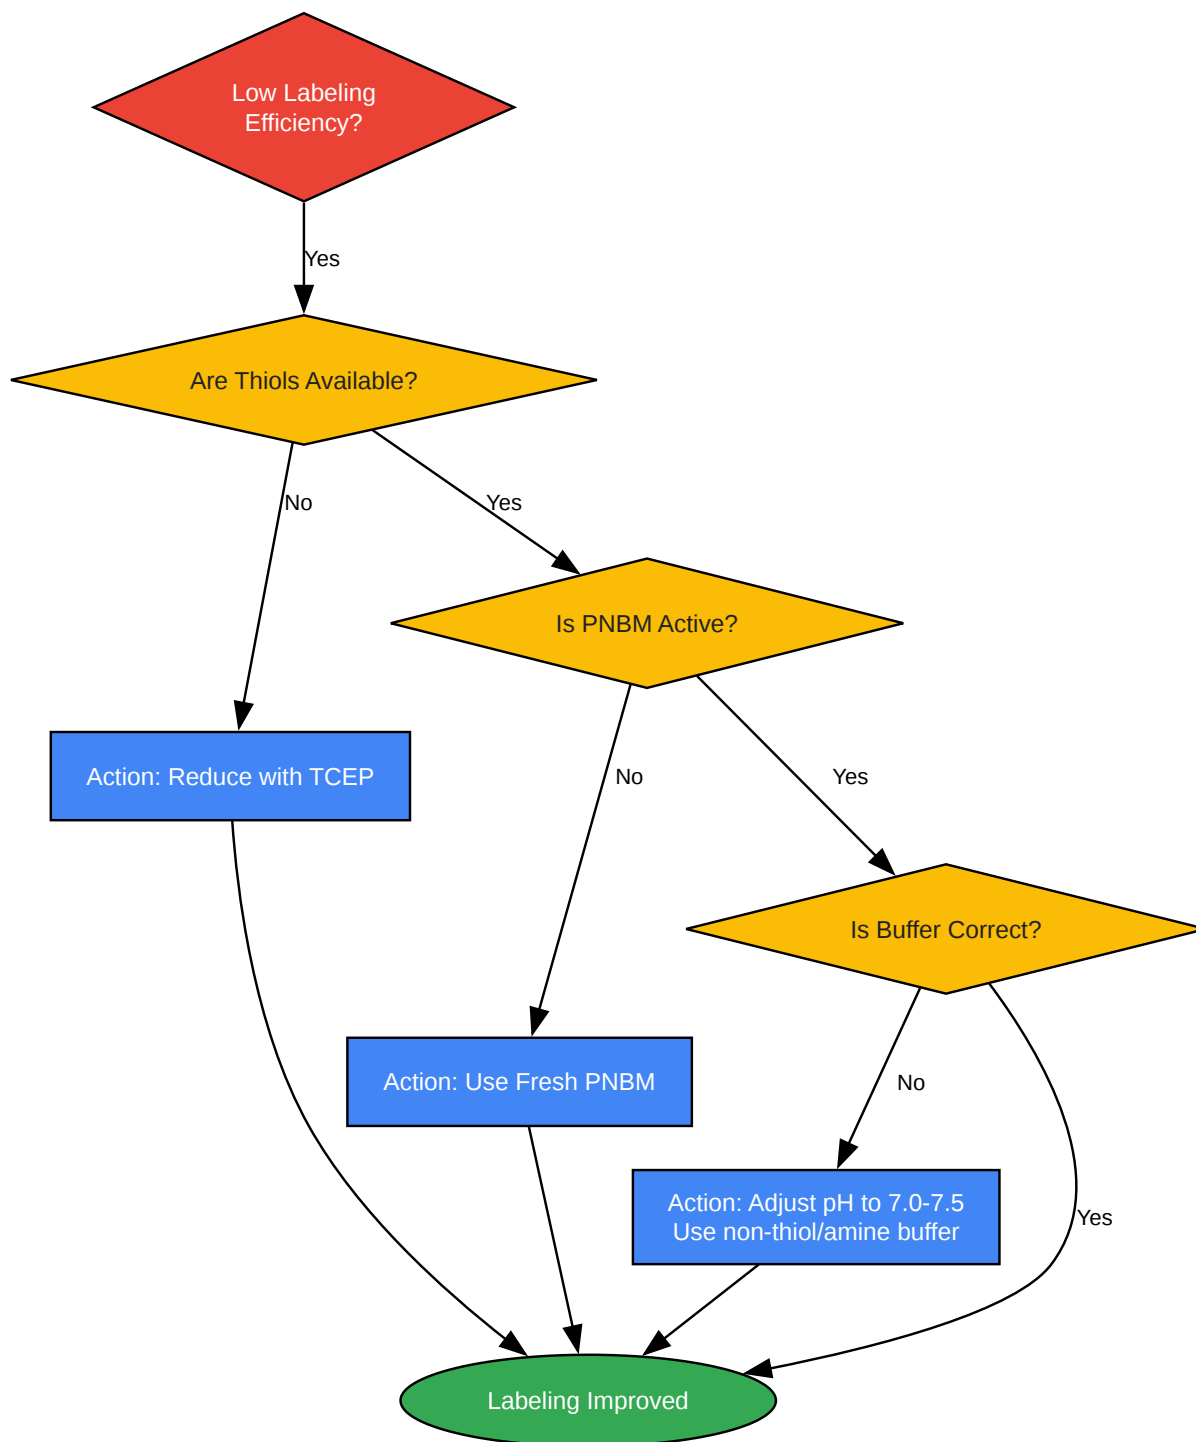 Low Labeling
Efficiency?
Yes
Are Thiols Available?
No
Yes
Is PNBM Active?
Action: Reduce with TCEP
No
Yes
Is Buffer Correct?
Action: Use Fresh PNBM
No
Action: Adjust pH to 7.0-7.5
Use non-thiol/amine buffer
Yes
Labeling Improved